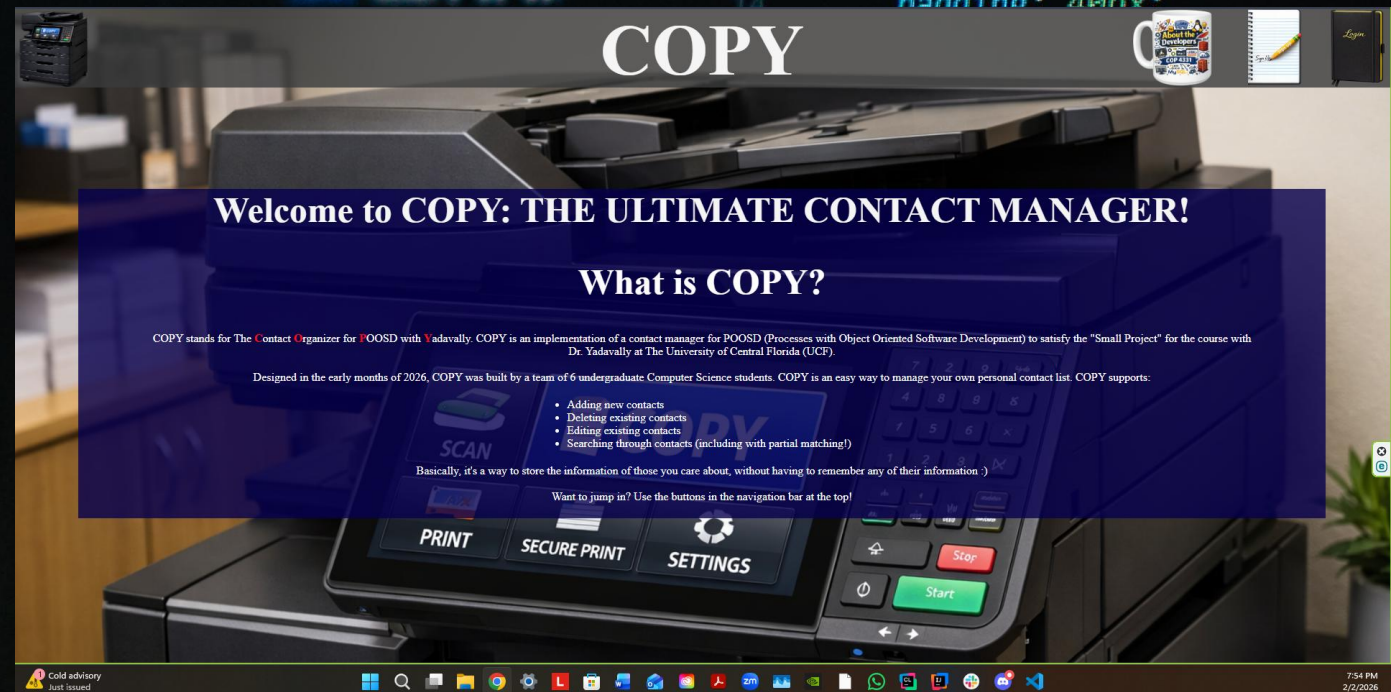 COPY
About the
Developers
COP 4331
Sign Up
Login
Welcome to COPY: THE ULTIMATE CONTACT MANAGER!
What is COPY?
COPY stands for The Contact Organizer for POOSD with Yadavally. COPY is an implementation of a contact manager for POOSD (Processes with Object Oriented Software Development) to satisfy the "Small Project" for the course with
Dr. Yadavally at The University of Central Florida (UCF).
Designed in the early months of 2026, COPY was built by a team of 6 undergraduate Computer Science students. COPY is an easy way to manage your own personal contact list. COPY supports:
• Adding new contacts
• Deleting existing contacts
• Editing existing contacts
• Searching through contacts (including with partial matching!)
Basically, it's a way to store the information of those you care about, without having to remember any of their information :)
Want to jump in? Use the buttons in the navigation bar at the top!
COPY
SCAN
PRINT
SECURE PRINT
SETTINGS
Stop
Start
1
Cold advisory
Just issued
L
zm
7:54 PM
2/2/2026